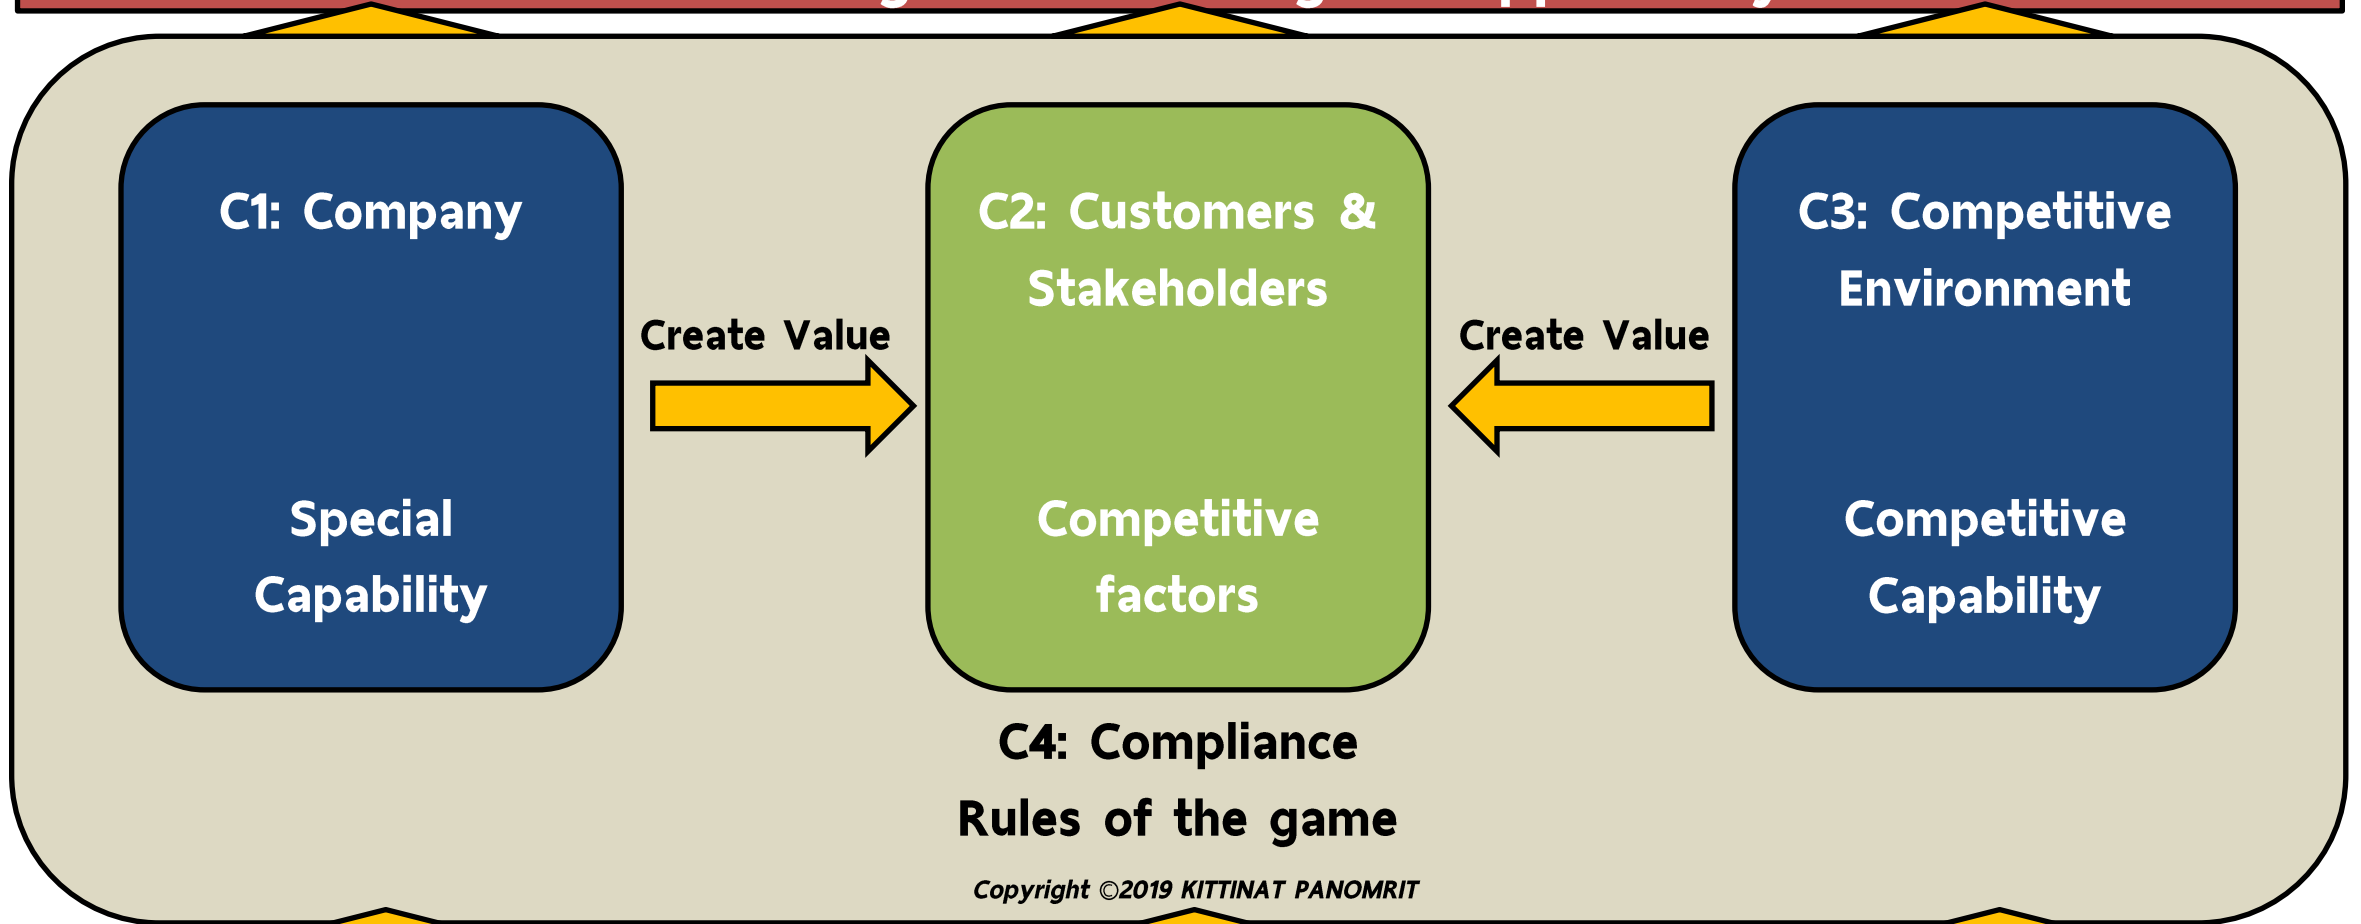 C1: Company
Special
Capability
Create Value
C2: Customers &
Stakeholders
Competitive
factors
Create Value
C3: Competitive
Environment
Competitive
Capability
C4: Compliance
Rules of the game
Copyright ©2019 KITTINAT PANOMRIT